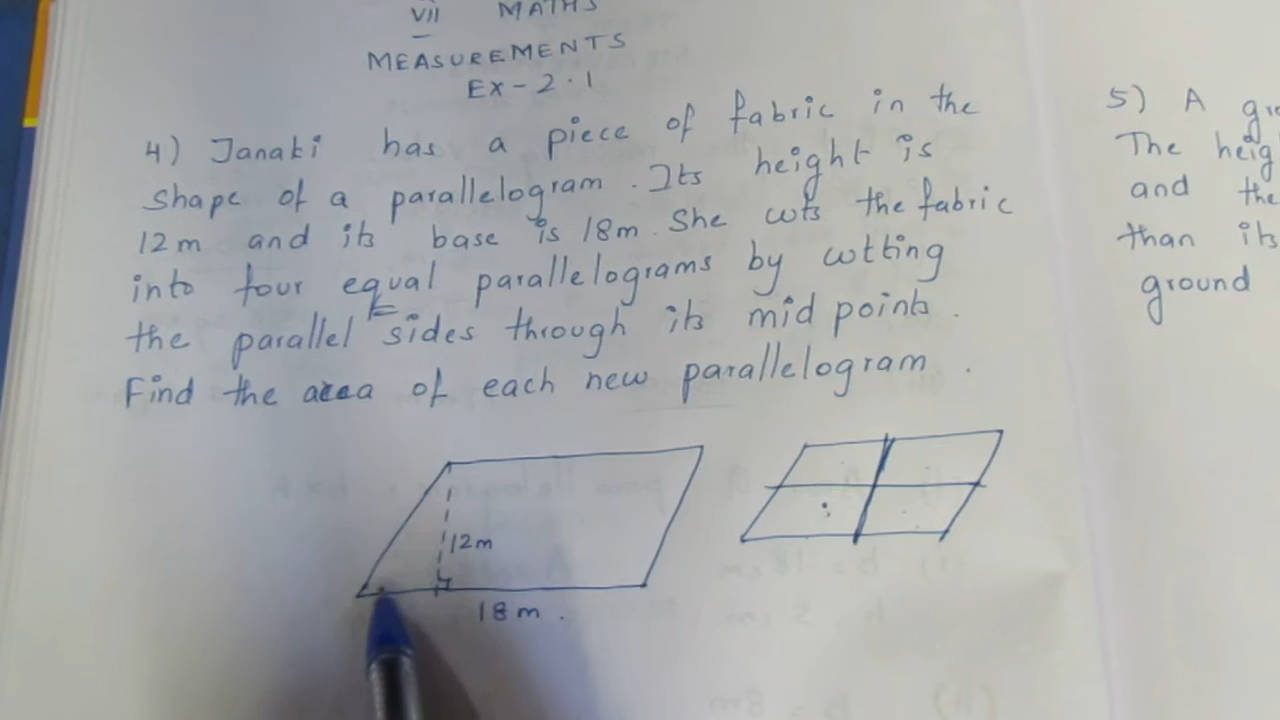 VII MATHS
MEASUREMENTS
EX-2.1
4) Janaki has a piece of fabric in the
shape of a parallelogram. Its height is
12m and its base is 18m. She cuts the fabric
into four equal parallelograms by cutting
the parallel sides through its mid points.
Find the area of each new parallelogram.
12m
18m.
5) A
The
and the
than its
ground